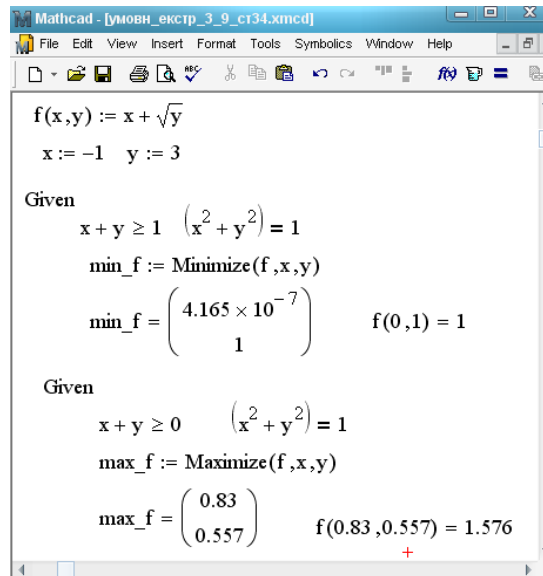 Mathcad - [умовн_екстр_3_9_ст34.xmcd]
File Edit View Insert Format Tools Symbolics Window Help
f(x,y) := x + √y
x := −1 y := 3
Given
x + y ≥ 1 (x² + y²) = 1
min_f := Minimize(f,x,y)
min_f = (4.165 × 10⁻⁷
1) f(0,1) = 1
Given
x + y ≥ 0 (x² + y²) = 1
max_f := Maximize(f,x,y)
max_f = (0.83
0.557) f(0.83,0.557) = 1.576